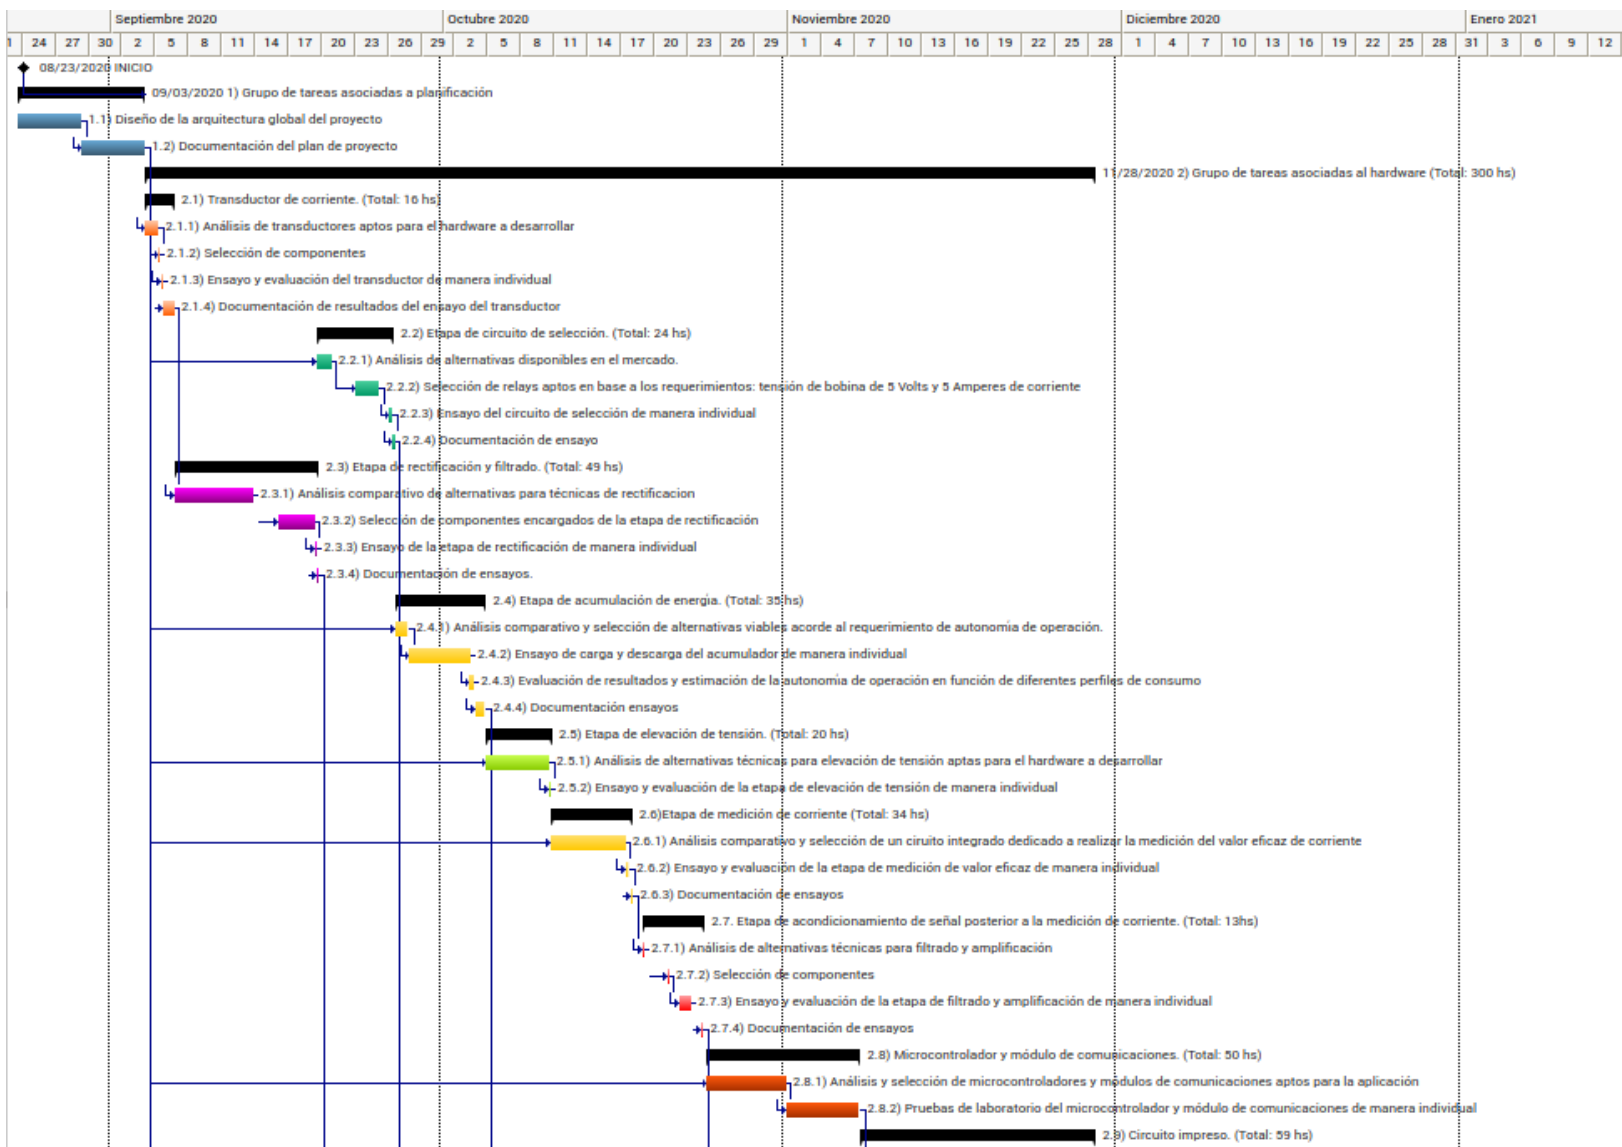 Septiembre 2020 Octubre 2020 Noviembre 2020 Diciembre 2020 Enero 2021
1 24 27 30 2 5 8 11 14 17 20 23 26 29 2 5 8 11 14 17 20 23 26 29 1 4 7 10 13 16 19 22 25 28 1 4 7 10 13 16 19 22 25 28 31 3 6 9 12
08/23/2020 INICIO
09/03/2020 1) Grupo de tareas asociadas a planificación
1.1) Diseño de la arquitectura global del proyecto
1.2) Documentación del plan de proyecto
11/28/2020 2) Grupo de tareas asociadas al hardware (Total: 300 hs)
2.1) Transductor de corriente. (Total: 16 hs)
2.1.1) Análisis de transductores aptos para el hardware a desarrollar
2.1.2) Selección de componentes
2.1.3) Ensayo y evaluación del transductor de manera individual
2.1.4) Documentación de resultados del ensayo del transductor
2.2) Etapa de circuito de selección. (Total: 24 hs)
2.2.1) Análisis de alternativas disponibles en el mercado.
2.2.2) Selección de relays aptos en base a los requerimientos: tensión de bobina de 5 Volts y 5 Amperes de corriente
2.2.3) Ensayo del circuito de selección de manera individual
2.2.4) Documentación de ensayo
2.3) Etapa de rectificación y filtrado. (Total: 49 hs)
2.3.1) Análisis comparativo de alternativas para técnicas de rectificacion
2.3.2) Selección de componentes encargados de la etapa de rectificación
2.3.3) Ensayo de la etapa de rectificación de manera individual
2.3.4) Documentación de ensayos.
2.4) Etapa de acumulación de energía. (Total: 35 hs)
2.4.1) Análisis comparativo y selección de alternativas viables acorde al requerimiento de autonomía de operación.
2.4.2) Ensayo de carga y descarga del acumulador de manera individual
2.4.3) Evaluación de resultados y estimación de la autonomía de operación en función de diferentes perfiles de consumo
2.4.4) Documentación ensayos
2.5) Etapa de elevación de tensión. (Total: 20 hs)
2.5.1) Análisis de alternativas técnicas para elevación de tensión aptas para el hardware a desarrollar
2.5.2) Ensayo y evaluación de la etapa de elevación de tensión de manera individual
2.6)Etapa de medición de corriente (Total: 34 hs)
2.6.1) Análisis comparativo y selección de un ciruito integrado dedicado a realizar la medición del valor eficaz de corriente
2.6.2) Ensayo y evaluación de la etapa de medición de valor eficaz de manera individual
2.6.3) Documentación de ensayos
2.7. Etapa de acondicionamiento de señal posterior a la medición de corriente. (Total: 13hs)
2.7.1) Análisis de alternativas técnicas para filtrado y amplificación
2.7.2) Selección de componentes
2.7.3) Ensayo y evaluación de la etapa de filtrado y amplificación de manera individual
2.7.4) Documentación de ensayos
2.8) Microcontrolador y módulo de comunicaciones. (Total: 50 hs)
2.8.1) Análisis y selección de microcontroladores y módulos de comunicaciones aptos para la aplicación
2.8.2) Pruebas de laboratorio del microcontrolador y módulo de comunicaciones de manera individual
2.9) Circuito impreso. (Total: 59 hs)